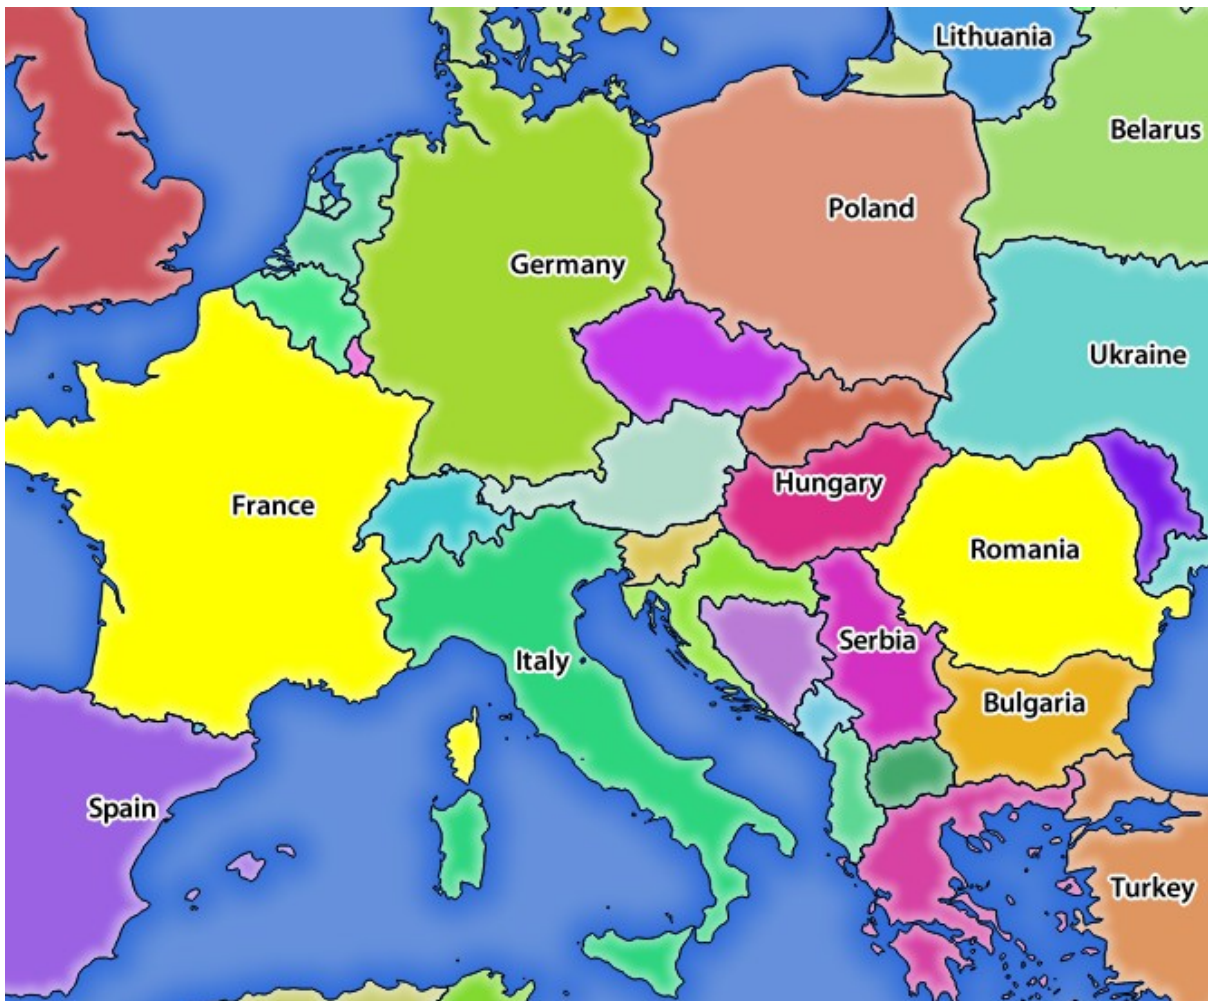 Lithuania
Belarus
Poland
Germany
Ukraine
Hungary
France
Romania
Serbia
Italy
Bulgaria
Spain
Turkey